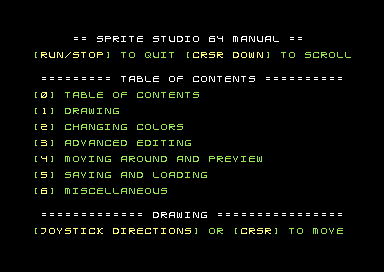 == SPRITE STUDIO 64 MANUAL ==
[RUN/STOP] TO QUIT [CRSR DOWN] TO SCROLL
========= TABLE OF CONTENTS ==========
[0] TABLE OF CONTENTS
[1] DRAWING
[2] CHANGING COLORS
[3] ADVANCED EDITING
[4] MOVING AROUND AND PREVIEW
[5] SAVING AND LOADING
[6] MISCELLANEOUS
============= DRAWING ================
[JOYSTICK DIRECTIONS] OR [CRSR] TO MOVE